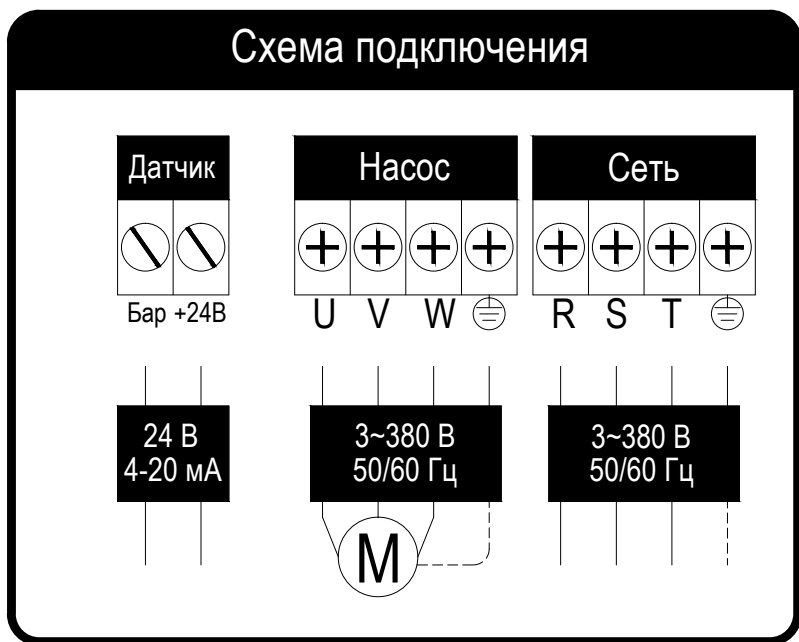 Схема подключения
Датчик
Насос
Сеть
Бар +24В
U V W
R S T
24 В
4-20 мА
3~380 В
50/60 Гц
3~380 В
50/60 Гц
M